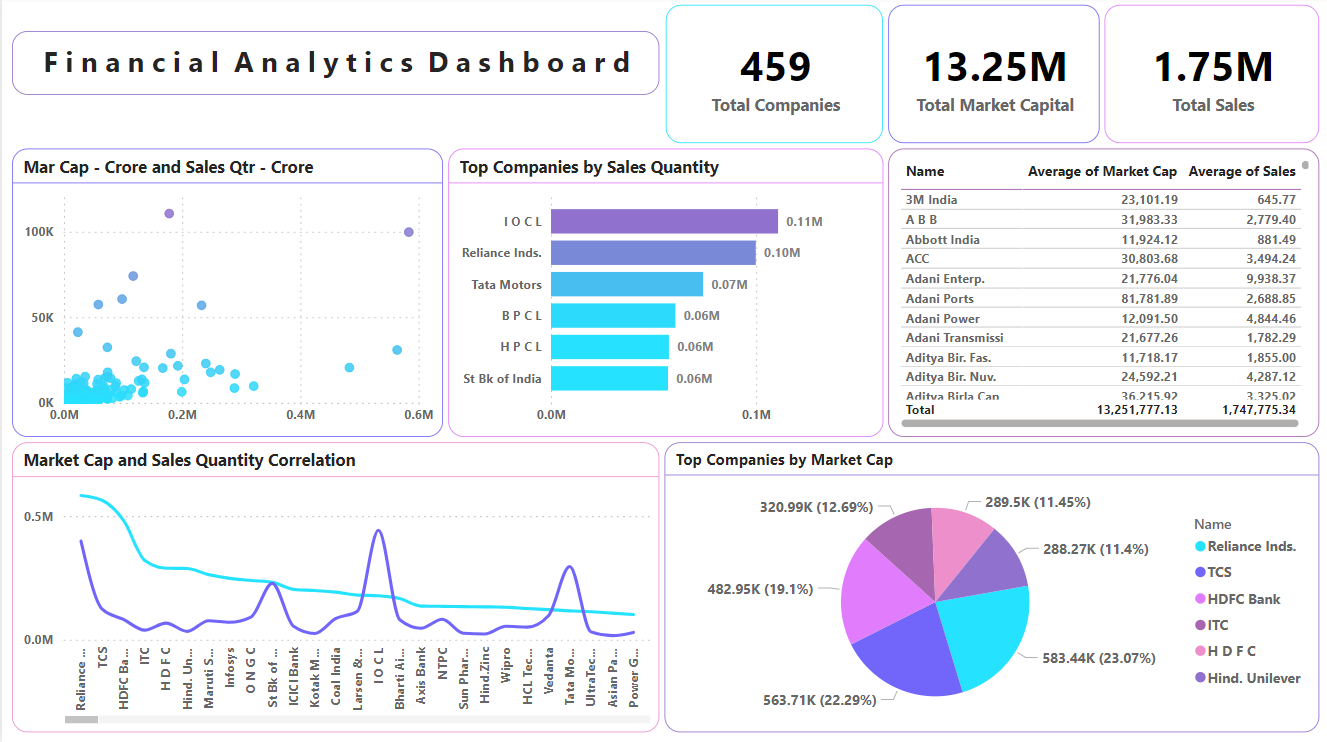 Financial Analytics Dashboard
459
Total Companies
13.25M
Total Market Capital
1.75M
Total Sales
Mar Cap - Crore and Sales Qtr - Crore
100K
50K
0K
0.0M 0.2M 0.4M 0.6M
Top Companies by Sales Quantity
I O C L 0.11M
Reliance Inds. 0.10M
Tata Motors 0.07M
B P C L 0.06M
H P C L 0.06M
St Bk of India 0.06M
0.0M 0.1M
Name Average of Market Cap Average of Sales
3M India 23,101.19 645.77
A B B 31,983.33 2,779.40
Abbott India 11,924.12 881.49
ACC 30,803.68 3,494.24
Adani Enterp. 21,776.04 9,938.37
Adani Ports 81,781.89 2,688.85
Adani Power 12,091.50 4,844.46
Adani Transmissi 21,677.26 1,782.29
Aditya Bir. Fas. 11,718.17 1,855.00
Aditya Bir. Nuv. 24,592.21 4,287.12
Aditya Birla Cap 36,215.92 3,325.02
Total 13,251,777.13 1,747,775.34
Market Cap and Sales Quantity Correlation
0.5M
0.0M
Reliance ...
TCS
HDFC Ba...
ITC
H D F C
Hind. Un...
Maruti S...
Infosys
O N G C
St Bk of ...
ICICI Bank
Kotak M...
Coal India
Larsen &...
I O C L
Bharti Ai...
Axis Bank
NTPC
Sun Phar...
Hind.Zinc
Wipro
HCL Tec...
Vedanta
Tata Mo...
UltraTec...
Asian Pa...
Power G...
Top Companies by Market Cap
320.99K (12.69%)
289.5K (11.45%)
288.27K (11.4%)
482.95K (19.1%)
583.44K (23.07%)
563.71K (22.29%)
Name
Reliance Inds.
TCS
HDFC Bank
ITC
H D F C
Hind. Unilever